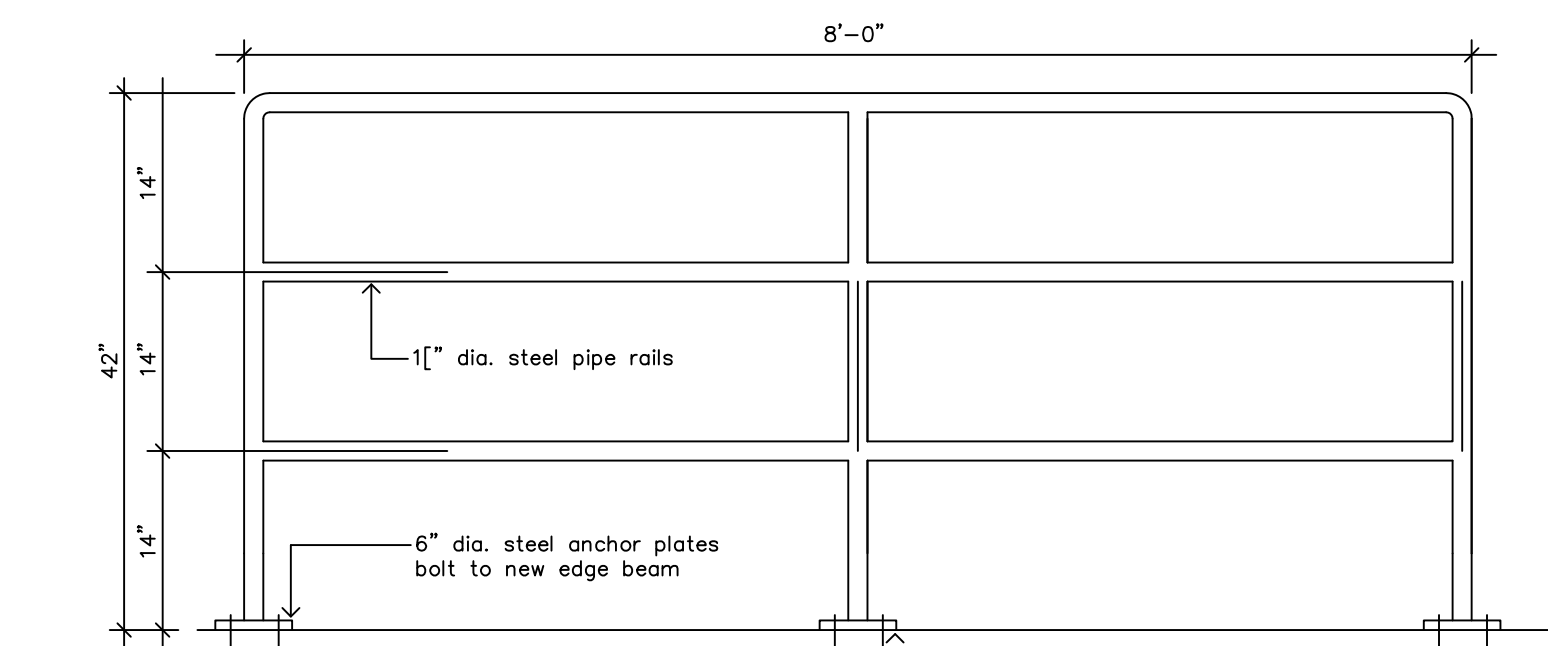 8'-0"
14"
42"
14"
1[" dia. steel pipe rails
14"
6" dia. steel anchor plates
bolt to new edge beam